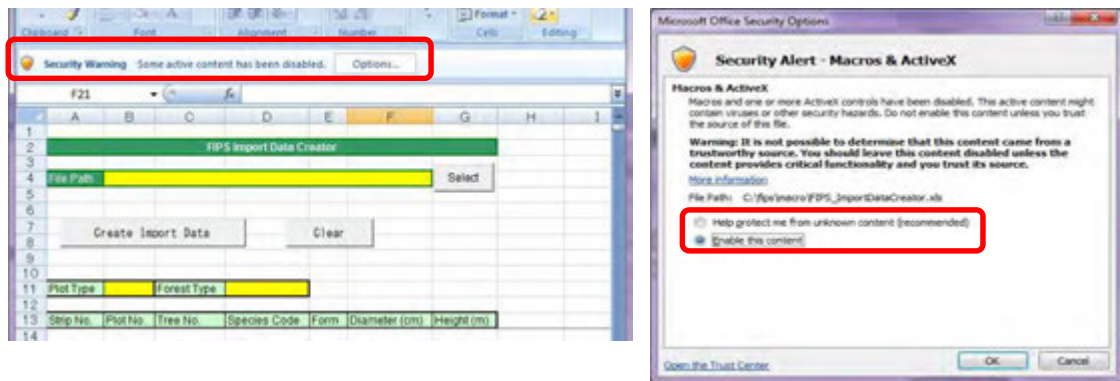 Clipboard Font Alignment Number Format Cells Editing
Security Warning Some active content has been disabled. Options...
F21 fx
A B C D E F G H I
1
2 FIPS Import Data Creator
3
4 File Path Select
5
6
7 Create Import Data Clear
8
9
10
11 Plot Type Forest Type
12
13 Strip No. Plot No. Tree No. Species Code Form Diameter (cm) Height (m)
14
Microsoft Office Security Options
Security Alert - Macros & ActiveX
Macros & ActiveX
Macros and one or more ActiveX controls have been disabled. This active content might
contain viruses or other security hazards. Do not enable this content unless you trust
the source of this file.
Warning: It is not possible to determine that this content came from a
trustworthy source. You should leave this content disabled unless the
content provides critical functionality and you trust its source.
More information
File Path: C:\fips\macro\FIPS_ImportDataCreator.xls
Help protect me from unknown content (recommended)
Enable this content
Open the Trust Center OK Cancel